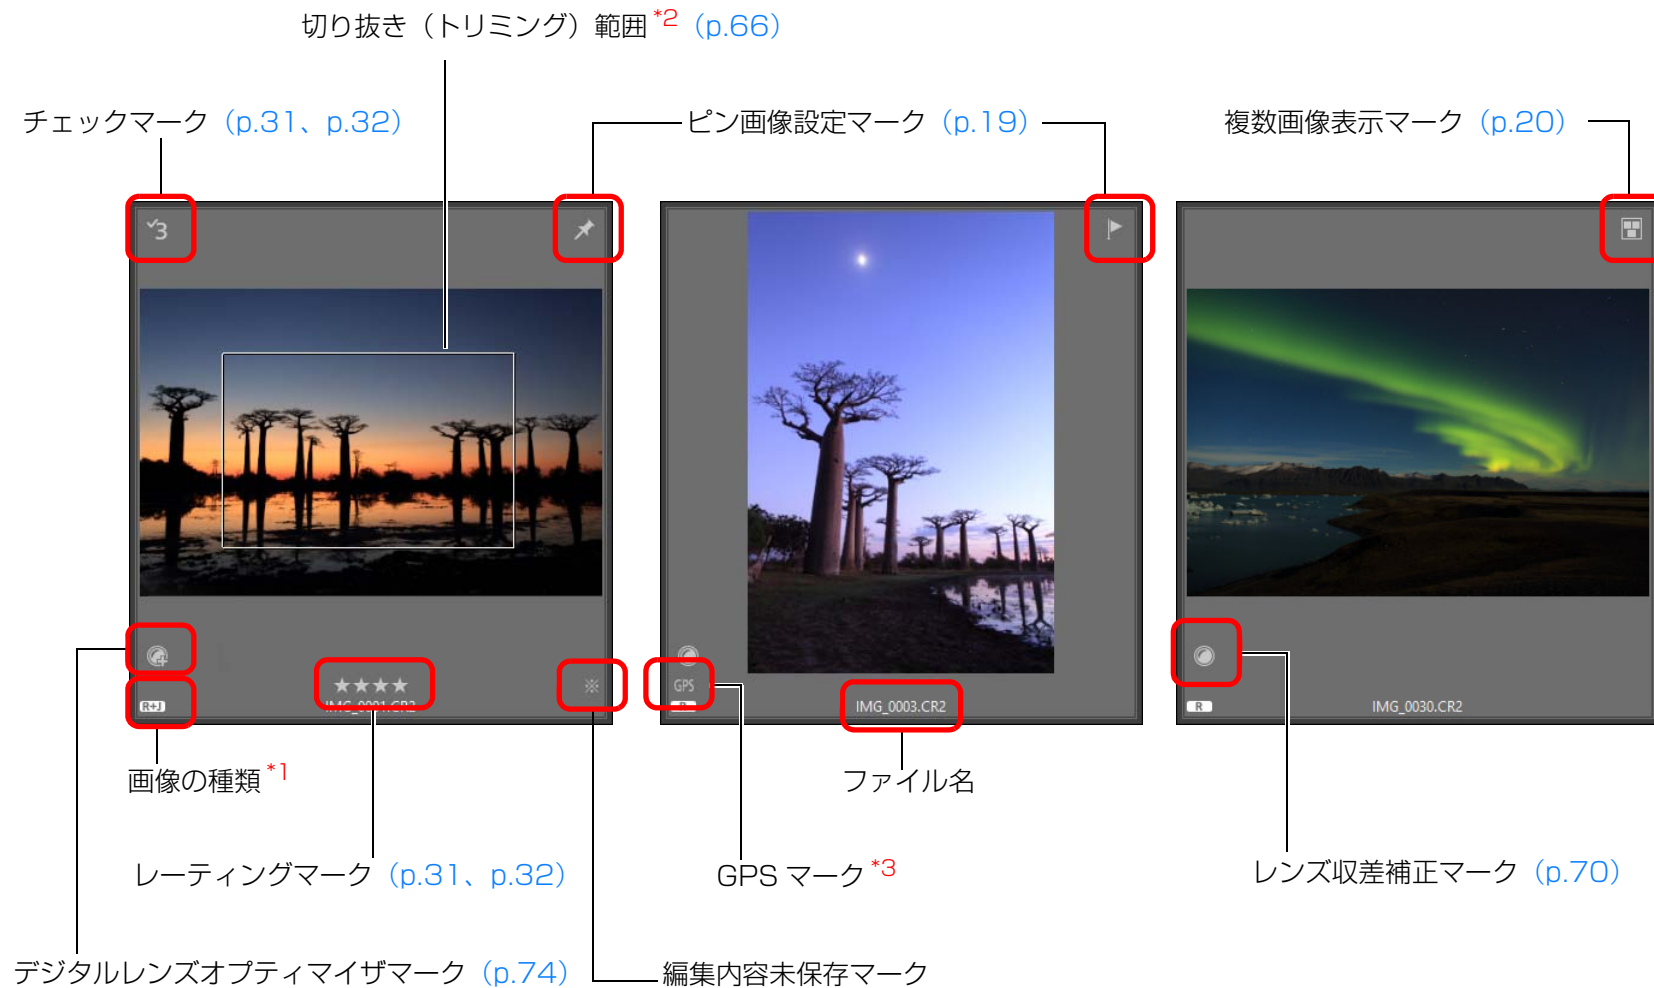 切り抜き（トリミング）範囲*2（p.66）
チェックマーク（p.31、p.32）
ピン画像設定マーク（p.19）
複数画像表示マーク（p.20）
3
GPS
R+J
★★★★
※
IMG_0001.CR2
R
IMG_0003.CR2
R
IMG_0030.CR2
画像の種類*1
ファイル名
レーティングマーク（p.31、p.32）
GPS マーク*3
レンズ収差補正マーク（p.70）
デジタルレンズオプティマイザマーク（p.74）
編集内容未保存マーク